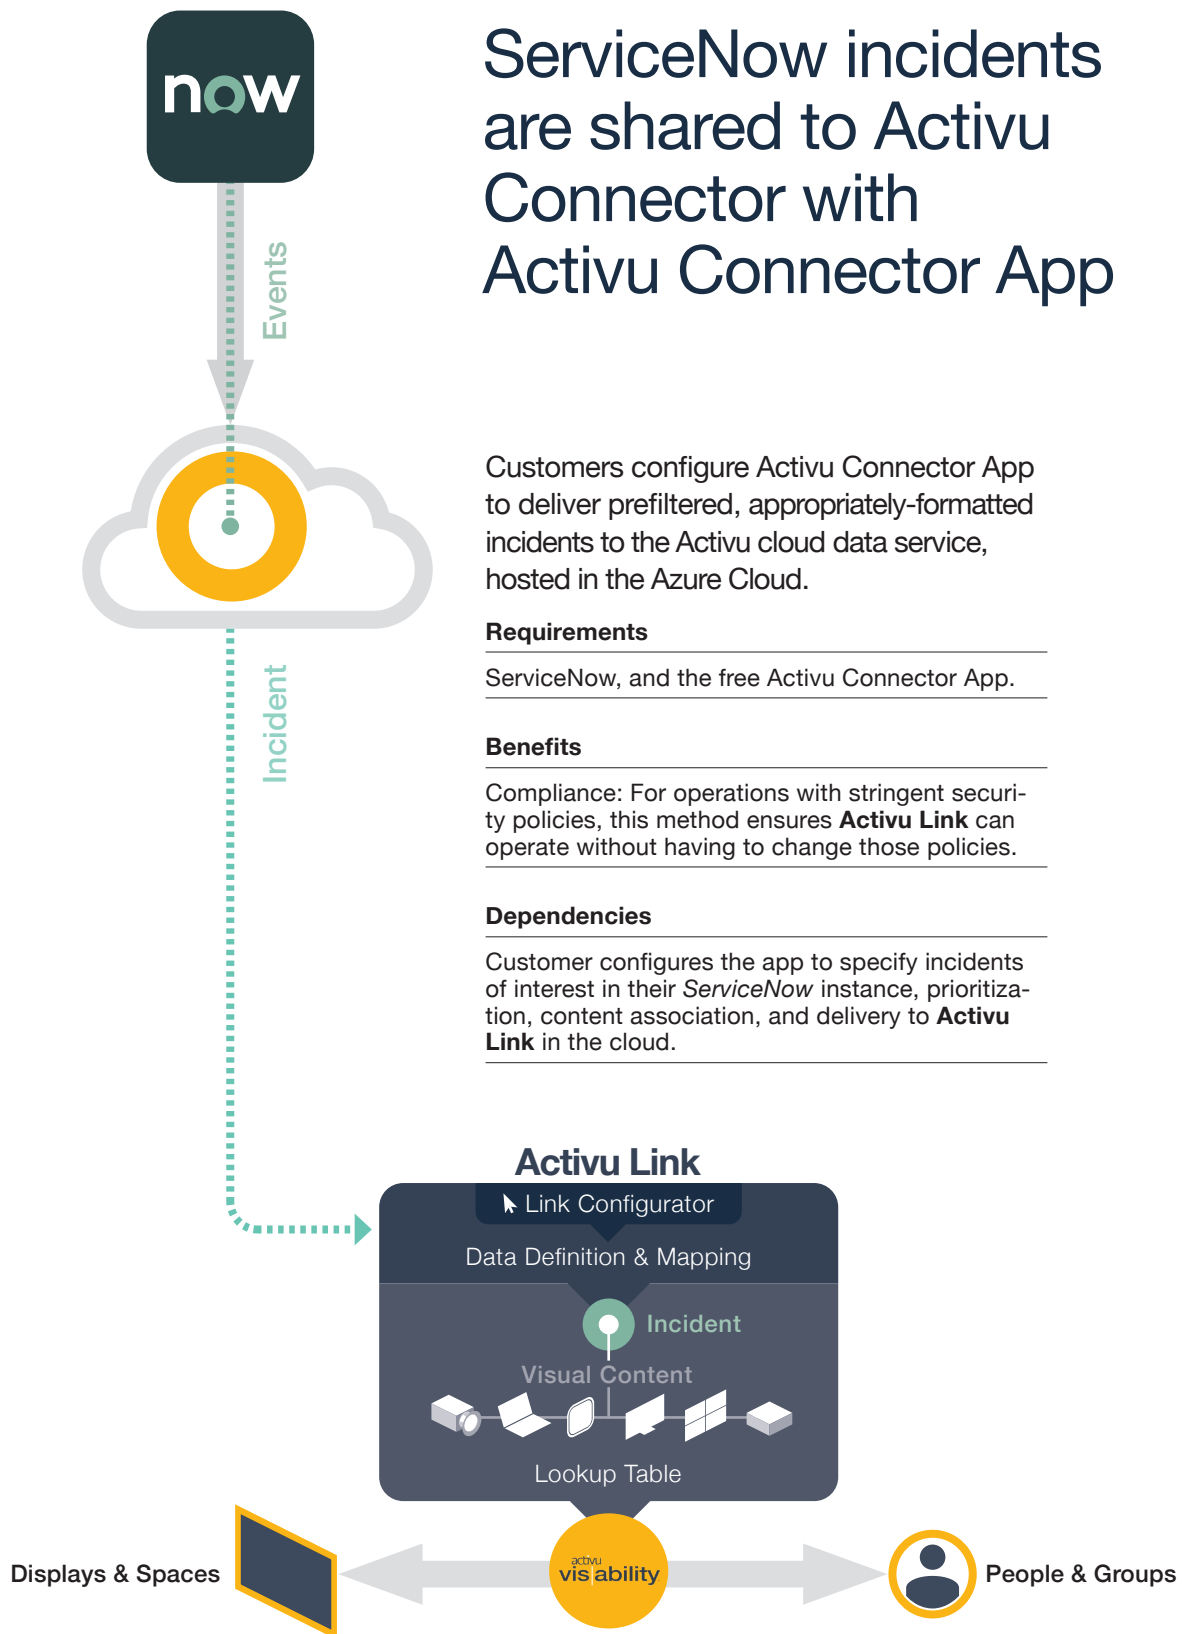 now
ServiceNow incidents
are shared to Activu
Connector with
Activu Connector App
Events
Customers configure Activu Connector App
to deliver prefiltered, appropriately-formatted
incidents to the Activu cloud data service,
hosted in the Azure Cloud.
Requirements
ServiceNow, and the free Activu Connector App.
Incident
Benefits
Compliance: For operations with stringent securi-
ty policies, this method ensures Activu Link can
operate without having to change those policies.
Dependencies
Customer configures the app to specify incidents
of interest in their ServiceNow instance, prioritiza-
tion, content association, and delivery to Activu
Link in the cloud.
Activu Link
Link Configurator
Data Definition & Mapping
Incident
Visual Content
Lookup Table
Displays & Spaces
activu
vis|ability
People & Groups